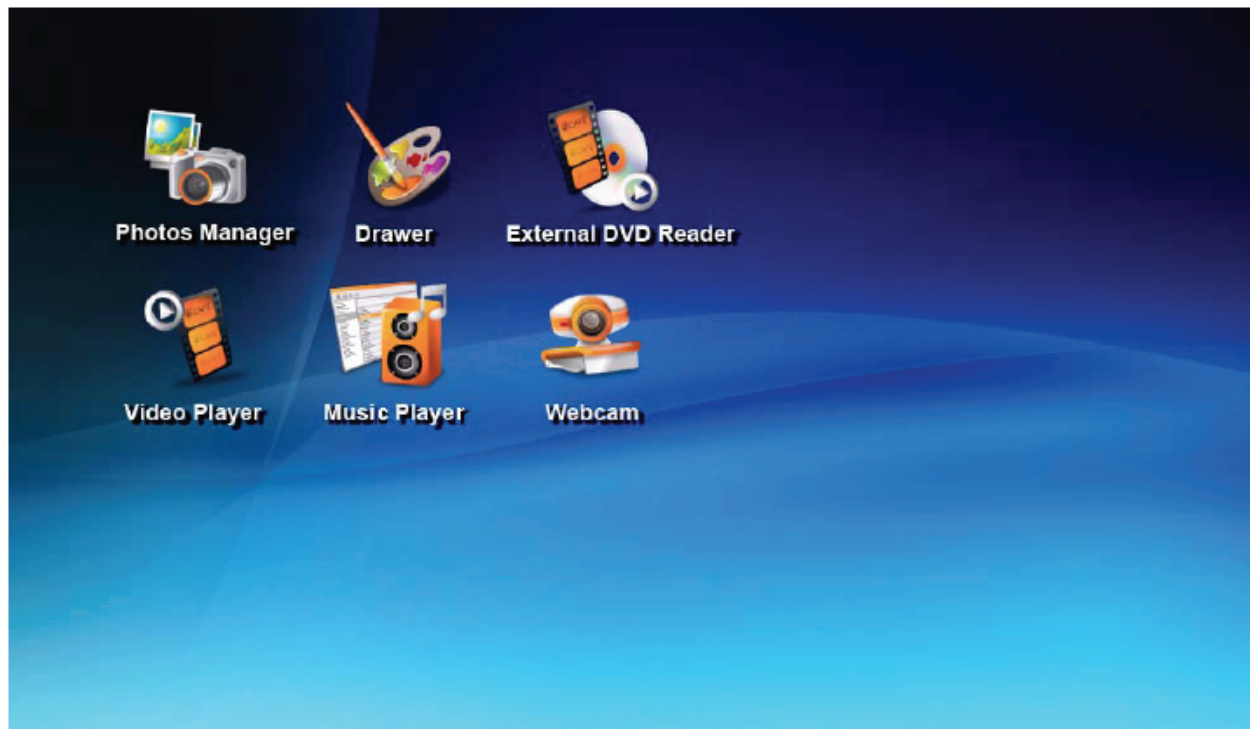 Photos Manager
Drawer
External DVD Reader
Video Player
Music Player
Webcam